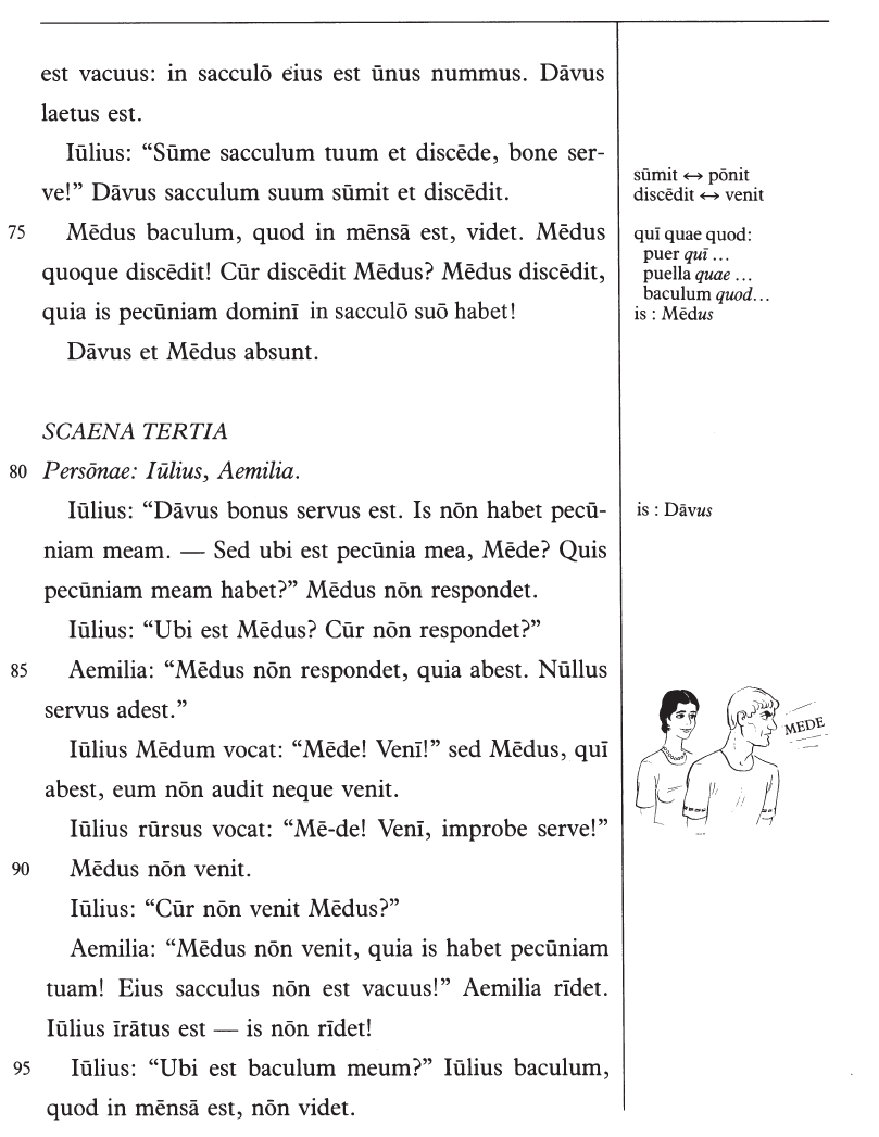 est vacuus: in sacculō eius est ūnus nummus. Dāvus
laetus est.
Iūlius: “Sūme sacculum tuum et discēde, bone ser-
ve!” Dāvus sacculum suum sūmit et discēdit.
75 Mēdus baculum, quod in mēnsā est, videt. Mēdus
quoque discēdit! Cūr discēdit Mēdus? Mēdus discēdit,
quia is pecūniam dominī in sacculō suō habet!
Dāvus et Mēdus absunt.
sūmit ↔ pōnit
discēdit ↔ venit
quī quae quod:
puer quī ...
puella quae ...
baculum quod...
is : Mēdus
SCAENA TERTIA
80 Persōnae: Iūlius, Aemilia.
Iūlius: “Dāvus bonus servus est. Is nōn habet pecū-
niam meam. — Sed ubi est pecūnia mea, Mēde? Quis
pecūniam meam habet?” Mēdus nōn respondet.
Iūlius: “Ubi est Mēdus? Cūr nōn respondet?”
85 Aemilia: “Mēdus nōn respondet, quia abest. Nūllus
servus adest.”
Iūlius Mēdum vocat: “Mēde! Venī!” sed Mēdus, quī
abest, eum nōn audit neque venit.
Iūlius rūrsus vocat: “Mē-de! Venī, improbe serve!”
90 Mēdus nōn venit.
Iūlius: “Cūr nōn venit Mēdus?”
Aemilia: “Mēdus nōn venit, quia is habet pecūniam
tuam! Eius sacculus nōn est vacuus!” Aemilia rīdet.
Iūlius īrātus est — is nōn rīdet!
95 Iūlius: “Ubi est baculum meum?” Iūlius baculum,
quod in mēnsā est, nōn videt.
is : Dāvus
MEDE